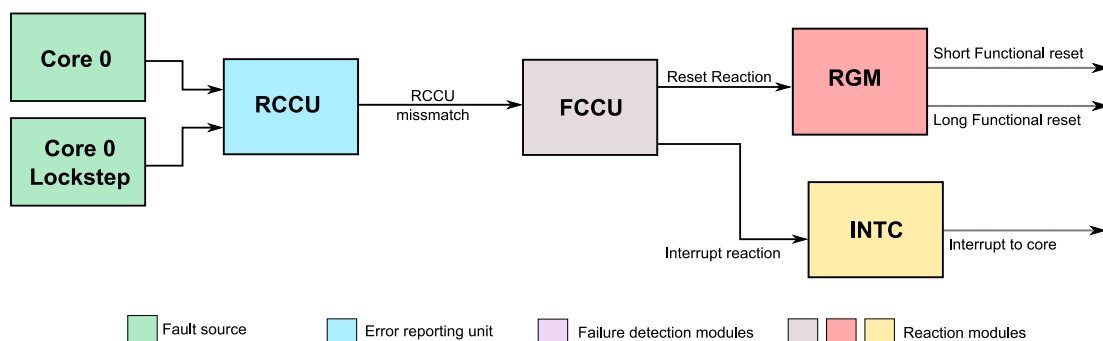 Core 0
Core 0
Lockstep
RCCU
RCCU
missmatch
FCCU
Reset Reaction
Interrupt reaction
RGM
Short Functional reset
Long Functional reset
INTC
Interrupt to core
Fault source
Error reporting unit
Failure detection modules
Reaction modules